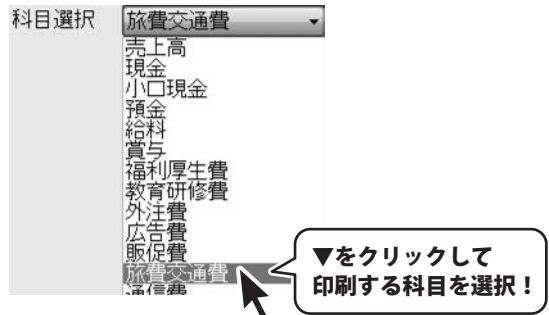 科目選択
旅費交通費
売上高
現金
小口現金
預金
給料
賞与
福利厚生費
教育研修費
外注費
広告費
販促費
旅費交通費
通信費
▼をクリックして
印刷する科目を選択！